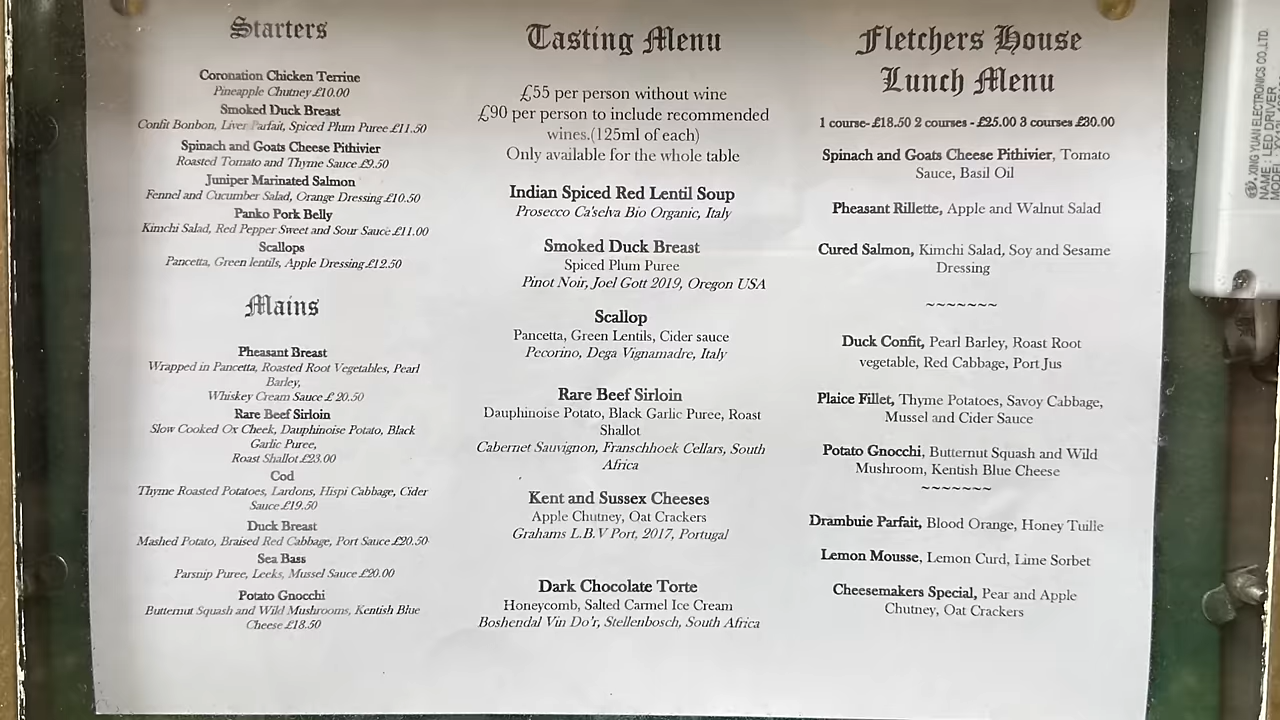 Starters
Coronation Chicken Terrine
Pineapple Chutney £10.00
Smoked Duck Breast
Confit Bonbon, Liver Parfait, Spiced Plum Puree £11.50
Spinach and Goats Cheese Pithivier
Roasted Tomato and Thyme Sauce £9.50
Juniper Marinated Salmon
Fennel and Cucumber Salad, Orange Dressing £10.50
Panko Pork Belly
Kimchi Salad, Red Pepper Sweet and Sour Sauce £11.00
Scallops
Pancetta, Green lentils, Apple Dressing £12.50
Mains
Pheasant Breast
Wrapped in Pancetta, Roasted Root Vegetables, Pearl
Barley,
Whiskey Cream Sauce £ 20.50
Rare Beef Sirloin
Slow Cooked Ox Cheek, Dauphinoise Potato, Black
Garlic Puree,
Roast Shallot £23.00
Cod
Thyme Roasted Potatoes, Lardons, Hispi Cabbage, Cider
Sauce £19.50
Duck Breast
Mashed Potato, Braised Red Cabbage, Port Sauce £20.50
Sea Bass
Parsnip Puree, Leeks, Mussel Sauce £20.00
Potato Gnocchi
Butternut Squash and Wild Mushrooms, Kentish Blue
Cheese £18.50
Tasting Menu
£55 per person without wine
£90 per person to include recommended
wines.(125ml of each)
Only available for the whole table
Indian Spiced Red Lentil Soup
Prosecco Ca'selva Bio Organic, Italy
Smoked Duck Breast
Spiced Plum Puree
Pinot Noir, Joel Gott 2019, Oregon USA
Scallop
Pancetta, Green Lentils, Cider sauce
Pecorino, Dega Vignamadre, Italy
Rare Beef Sirloin
Dauphinoise Potato, Black Garlic Puree, Roast
Shallot
Cabernet Sauvignon, Franschhoek Cellars, South
Africa
Kent and Sussex Cheeses
Apple Chutney, Oat Crackers
Grahams L.B.V Port, 2017, Portugal
Dark Chocolate Torte
Honeycomb, Salted Carmel Ice Cream
Boshendal Vin Do'r, Stellenbosch, South Africa
Fletchers House
Lunch Menu
1 course- £18.50 2 courses - £25.00 3 courses £30.00
Spinach and Goats Cheese Pithivier, Tomato
Sauce, Basil Oil
Pheasant Rillette, Apple and Walnut Salad
Cured Salmon, Kimchi Salad, Soy and Sesame
Dressing
~~~~~~~
Duck Confit, Pearl Barley, Roast Root
vegetable, Red Cabbage, Port Jus
Plaice Fillet, Thyme Potatoes, Savoy Cabbage,
Mussel and Cider Sauce
Potato Gnocchi, Butternut Squash and Wild
Mushroom, Kentish Blue Cheese
~~~~~~~
Drambuie Parfait, Blood Orange, Honey Tuille
Lemon Mousse, Lemon Curd, Lime Sorbet
Cheesemakers Special, Pear and Apple
Chutney, Oat Crackers
XING YUAN ELECTRONICS CO.,LTD.
NAME : LED DRIVER